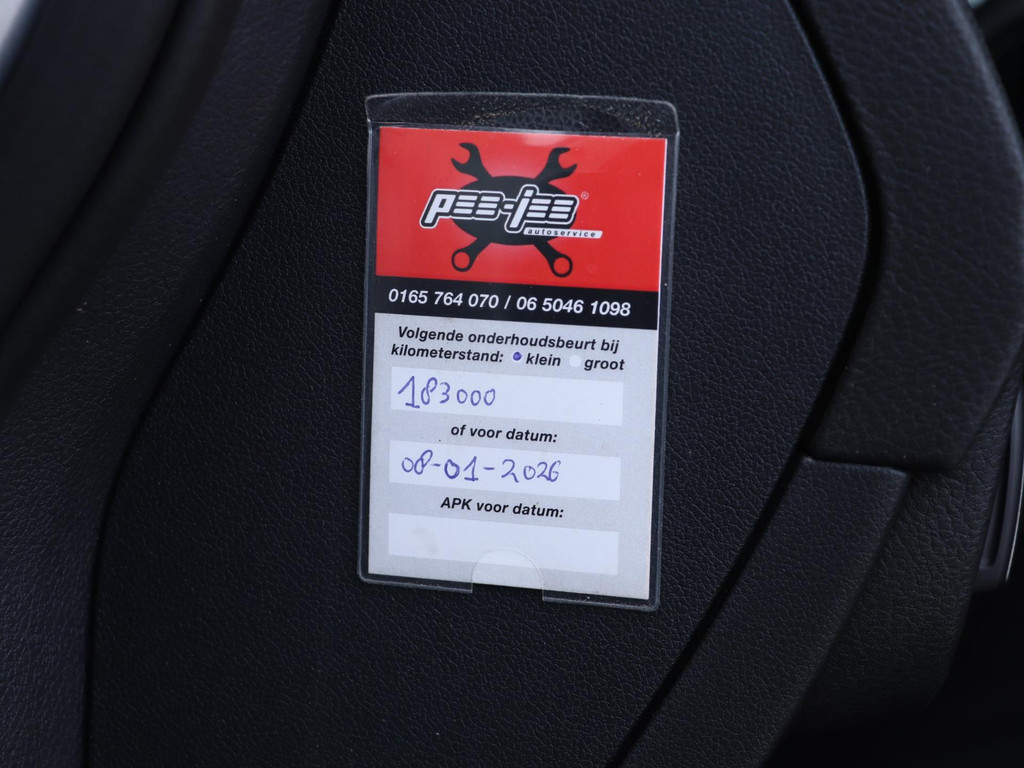 pee-jee®
autoservice
0165 764 070 / 06 5046 1098
Volgende onderhoudsbeurt bij
kilometerstand: klein groot
183000
of voor datum:
08-01-2026
APK voor datum: